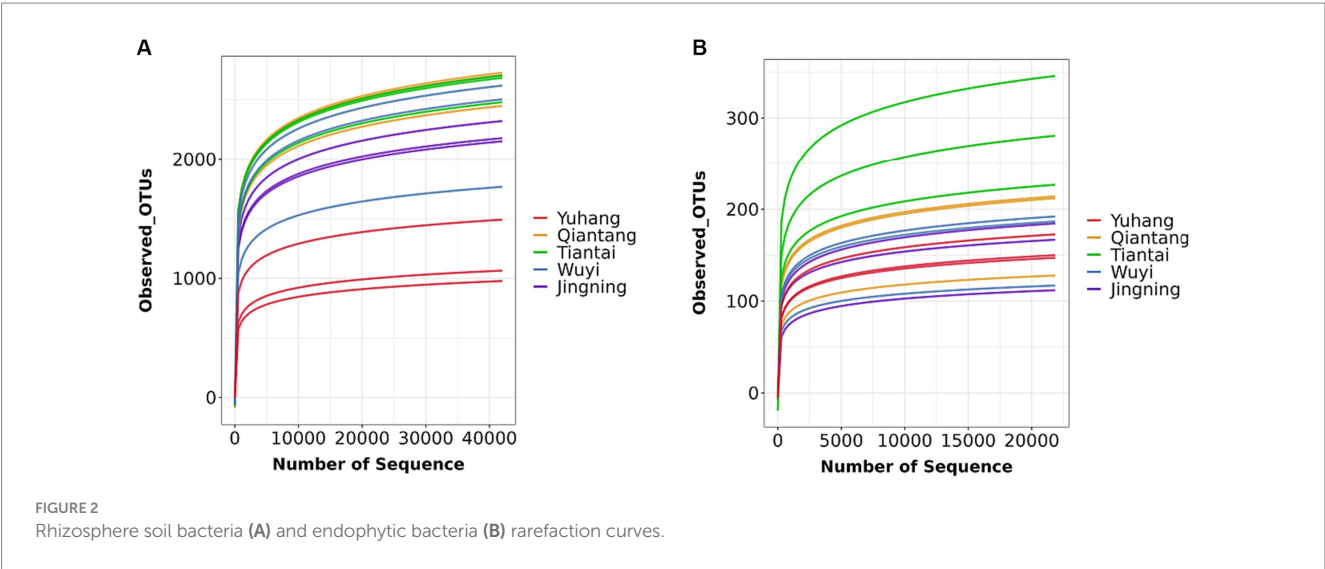 A
Observed_OTUs
2000
1000
0
0 10000 20000 30000 40000
Number of Sequence
Yuhang
Qiantang
Tiantai
Wuyi
Jingning
B
Observed_OTUs
300
200
100
0
0 5000 10000 15000 20000
Number of Sequence
Yuhang
Qiantang
Tiantai
Wuyi
Jingning
FIGURE 2
Rhizosphere soil bacteria (A) and endophytic bacteria (B) rarefaction curves.